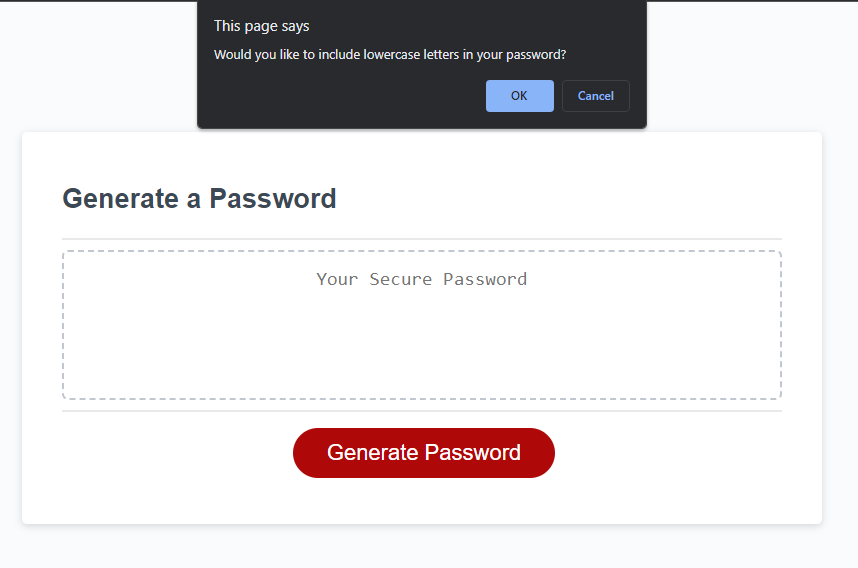 This page says
Would you like to include lowercase letters in your password?
OK
Cancel
Generate a Password
Your Secure Password
Generate Password